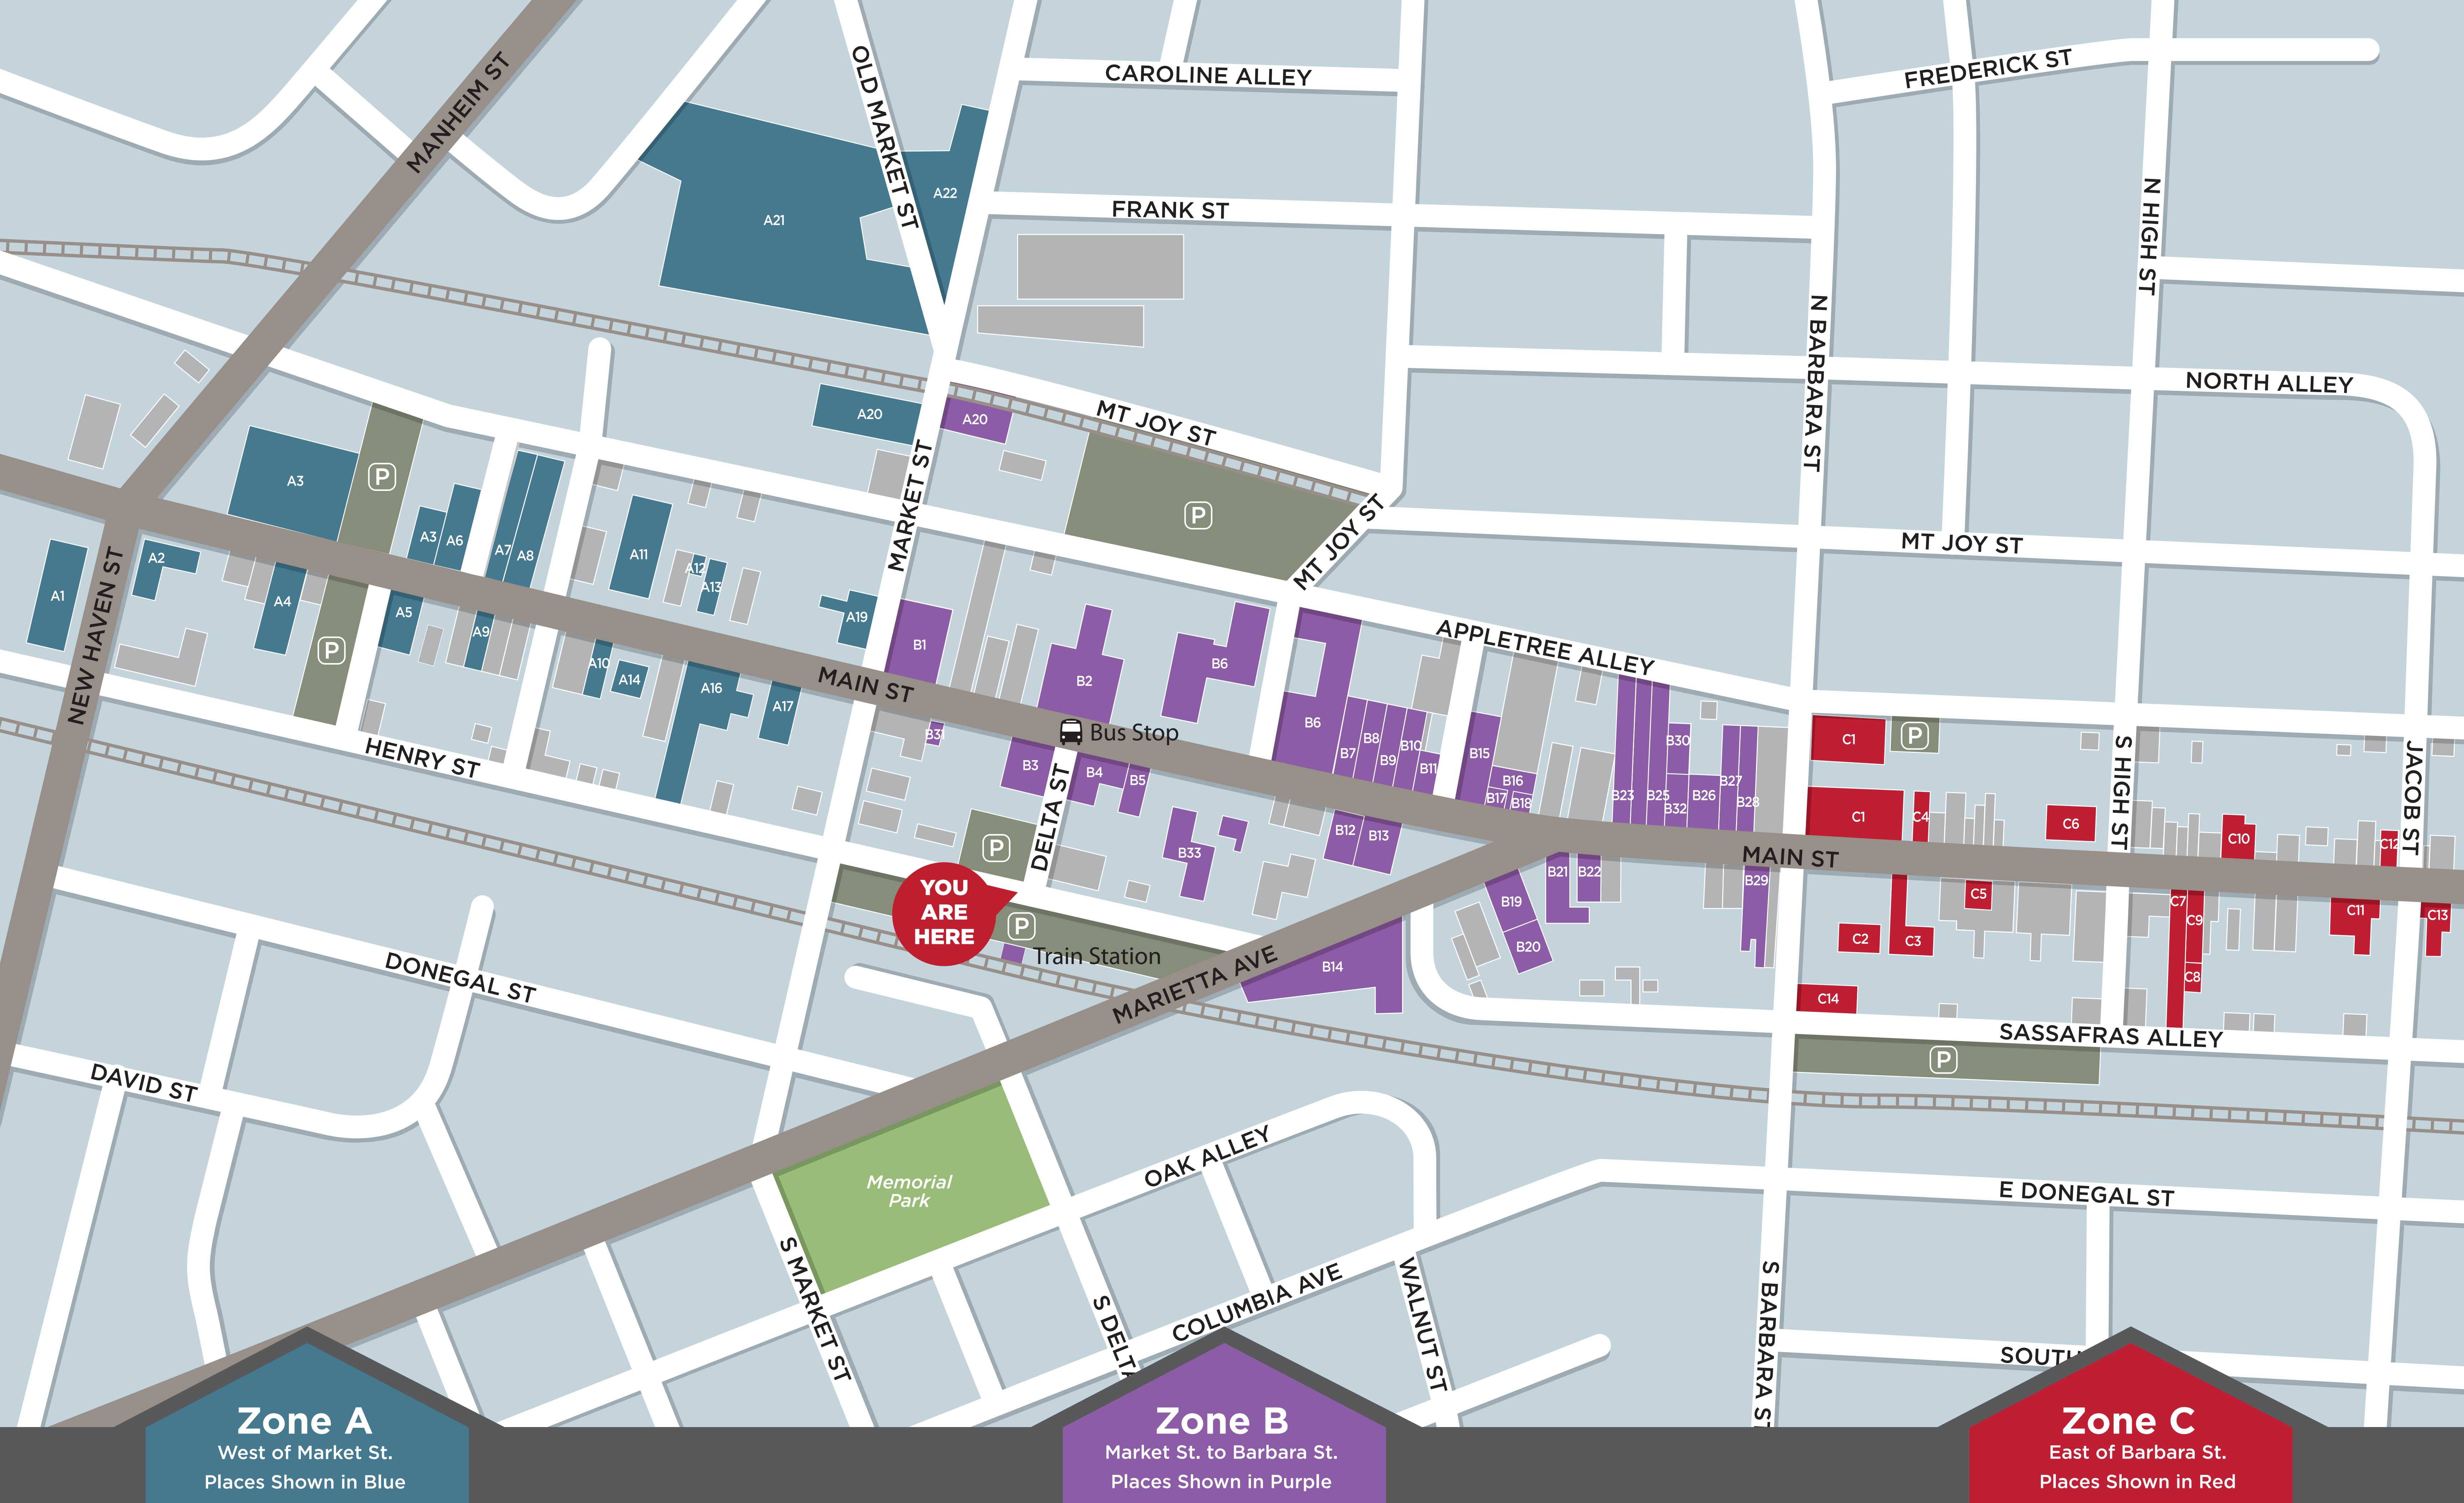 MANHEIM ST
OLD MARKET ST
CAROLINE ALLEY
FREDERICK ST
A21
A22
FRANK ST
N HIGH ST
N BARBARA ST
NORTH ALLEY
A20
A20
MT JOY ST
MARKET ST
A3
P
A3
A6
A7
A8
A11
A12
A13
P
MT JOY ST
MT JOY ST
A1
A2
NEW HAVEN ST
A4
P
A5
A9
A10
A14
A16
A17
A19
B1
MAIN ST
B31
B2
B6
B6
APPLETREE ALLEY
Bus Stop
B3
B4
B5
DELTA ST
B7
B8
B9
B10
B11
B12
B13
B15
B16
B17
B18
B23
B25
B30
B32
B26
B27
B28
C1
P
C1
C4
C6
S HIGH ST
C10
C12
JACOB ST
HENRY ST
P
B33
MAIN ST
B21
B22
B29
B19
B20
C5
C2
C3
C7
C9
C8
C11
C13
YOU
ARE
HERE
P
Train Station
B14
MARIETTA AVE
C14
SASSAFRAS ALLEY
P
DONEGAL ST
DAVID ST
Memorial
Park
OAK ALLEY
E DONEGAL ST
S MARKET ST
S DELTA
COLUMBIA AVE
WALNUT ST
S BARBARA ST
SOUTH
Zone A
West of Market St.
Places Shown in Blue
Zone B
Market St. to Barbara St.
Places Shown in Purple
Zone C
East of Barbara St.
Places Shown in Red